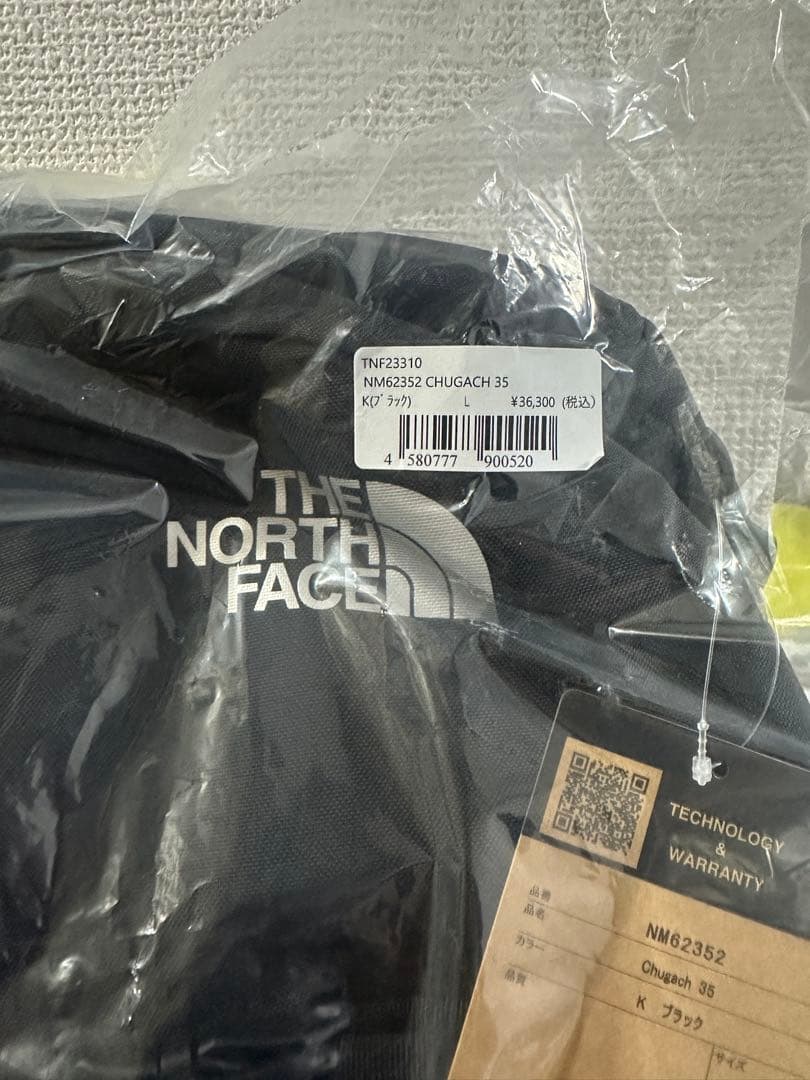 TNF23310
NM62352 CHUGACH 35
K(ﾌﾞﾗｯｸ) L ¥36,300 (税込)
4 580777 900520
THE
NORTH
FACE
TECHNOLOGY
&
WARRANTY
品番 NM62352
品名 Chugach 35
カラー K ブラック
品質
サイズ